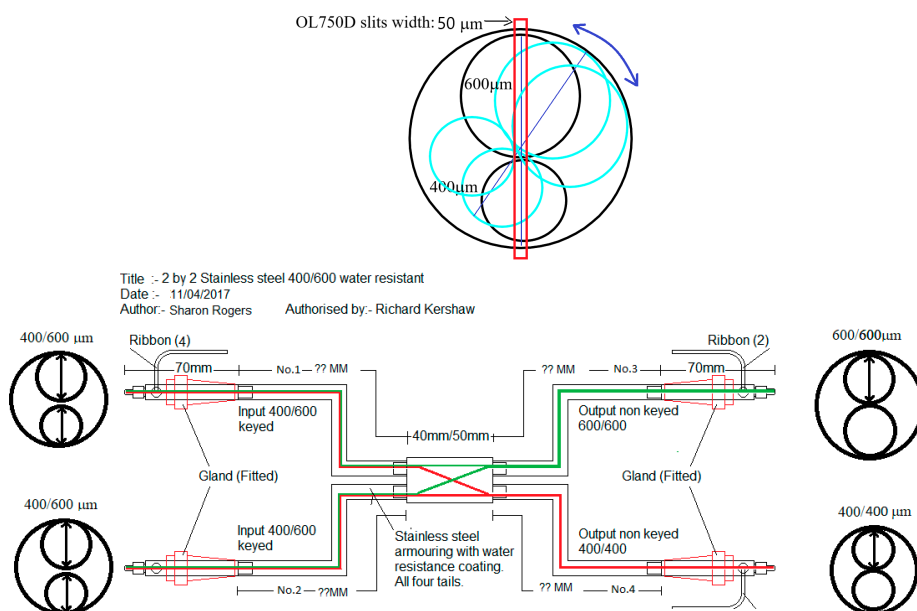 OL750D slits width: 50 μm
600μm
400μm
Title :- 2 by 2 Stainless steel 400/600 water resistant
Date :- 11/04/2017
Author:- Sharon Rogers Authorised by:- Richard Kershaw
400/600 μm
Ribbon (4)
70mm
No.1 ?? MM
?? MM No.3
Ribbon (2)
70mm
600/600μm
Input 400/600
keyed
40mm/50mm
Output non keyed
600/600
Gland (Fitted)
Gland (Fitted)
400/600 μm
Input 400/600
keyed
Stainless steel
armouring with water
resistance coating.
All four tails.
Output non keyed
400/400
400/400 μm
No.2 ?? MM
?? MM No.4